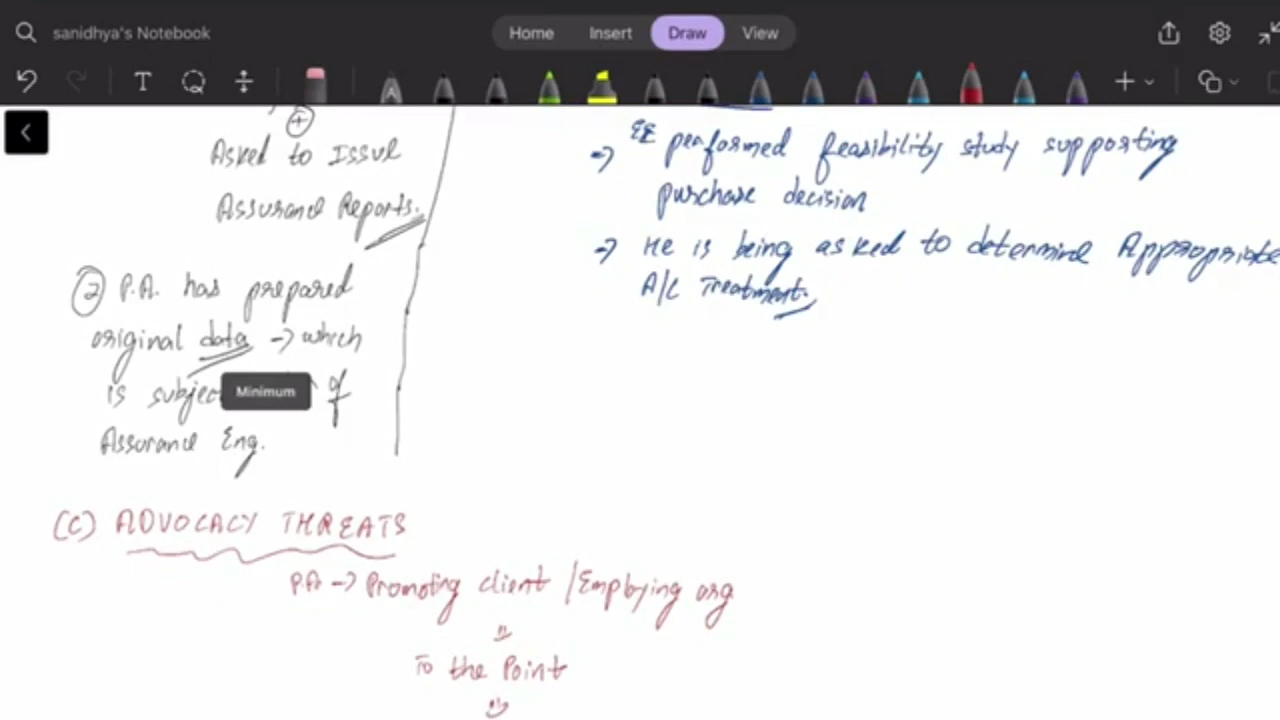 sanidhya's Notebook
Home Insert Draw View
Asked to Issue
Assurance Reports.
② P.A. has prepared
original data → which
is subjec Minimum of
Assurance Eng.
→ EE performed feasibility study supporting
purchase decision
→ He is being asked to determine Appropriate
A/C Treatment.
(C) ADVOCACY THREATS
P.A → Promoting client / Employing org
To the Point